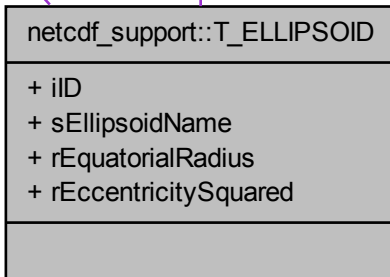 netcdf_support::T_ELLIPSOID
+ iID
+ sEllipsoidName
+ rEquatorialRadius
+ rEccentricitySquared